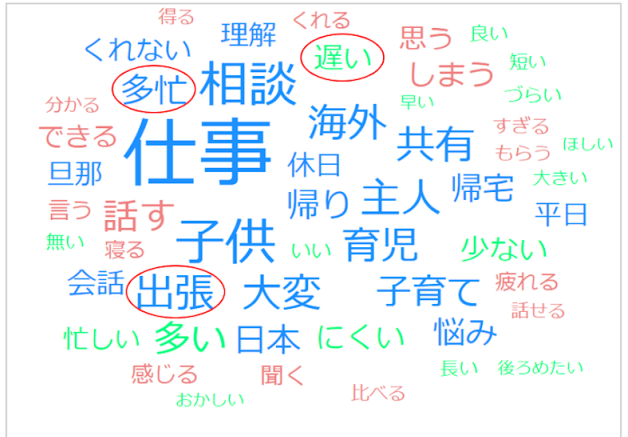 得る
くれる
くれない
理解
遅い
思う
良い
多忙
相談
しまう
短い
分かる
海外
早い
づらい
できる
仕事
共有
すぎる
もらう
ほしい
旦那
休日
大きい
言う
話す
帰り
主人
帰宅
平日
無い
寝る
子供
いい
育児
少ない
会話
出張
大変
子育て
疲れる
話せる
忙しい
多い
日本
にくい
悩み
感じる
聞く
長い
後ろめたい
おかしい
比べる